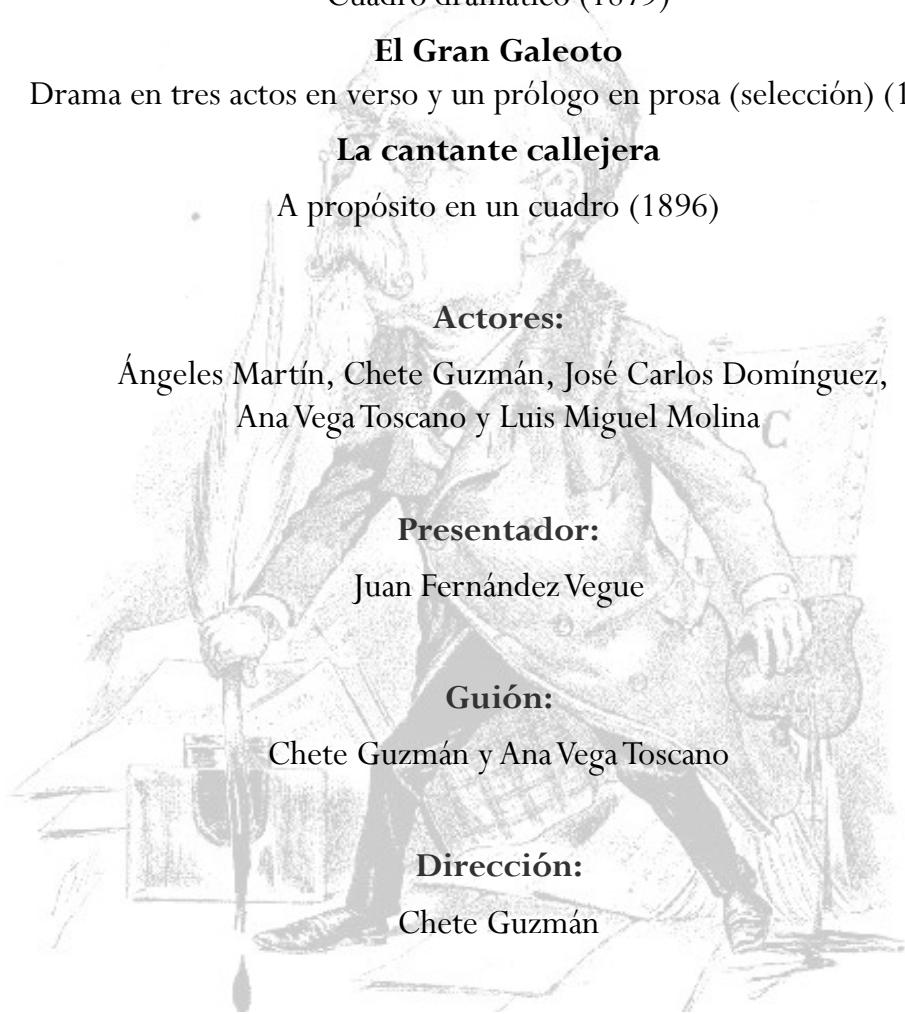 Cuadro dramático (1879)
El Gran Galeoto
Drama en tres actos en verso y un prólogo en prosa (selección) (1
La cantante callejera
A propósito en un cuadro (1896)
Actores:
Ángeles Martín, Chete Guzmán, José Carlos Domínguez,
Ana Vega Toscano y Luis Miguel Molina
C
Presentador:
Juan Fernández Vegue
Guión:
Chete Guzmán y Ana Vega Toscano
Dirección:
Chete Guzmán